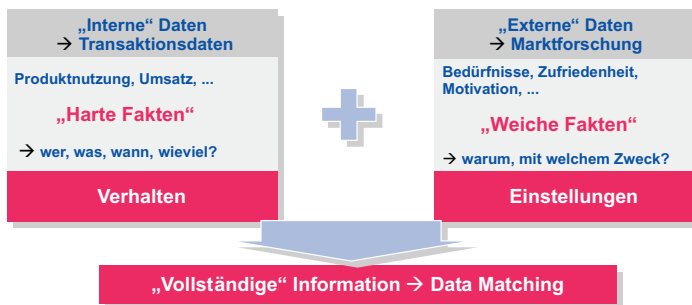 „Interne“ Daten
→ Transaktionsdaten
Produktnutzung, Umsatz, ...
„Harte Fakten“
→ wer, was, wann, wieviel?
Verhalten
„Externe“ Daten
→ Marktforschung
Bedürfnisse, Zufriedenheit,
Motivation, ...
„Weiche Fakten“
→ warum, mit welchem Zweck?
Einstellungen
„Vollständige“ Information → Data Matching